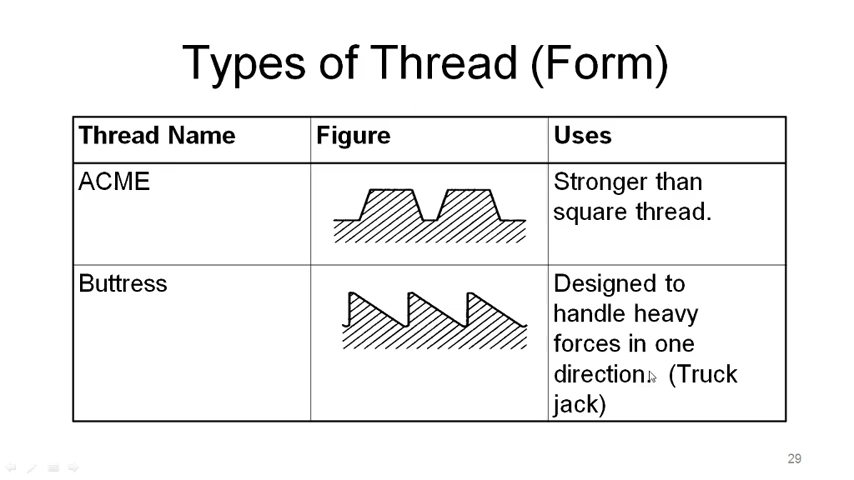 Types of Thread (Form)
Thread Name Figure Uses
ACME
Stronger than
square thread.
Buttress
Designed to
handle heavy
forces in one
direction. (Truck
jack)
29